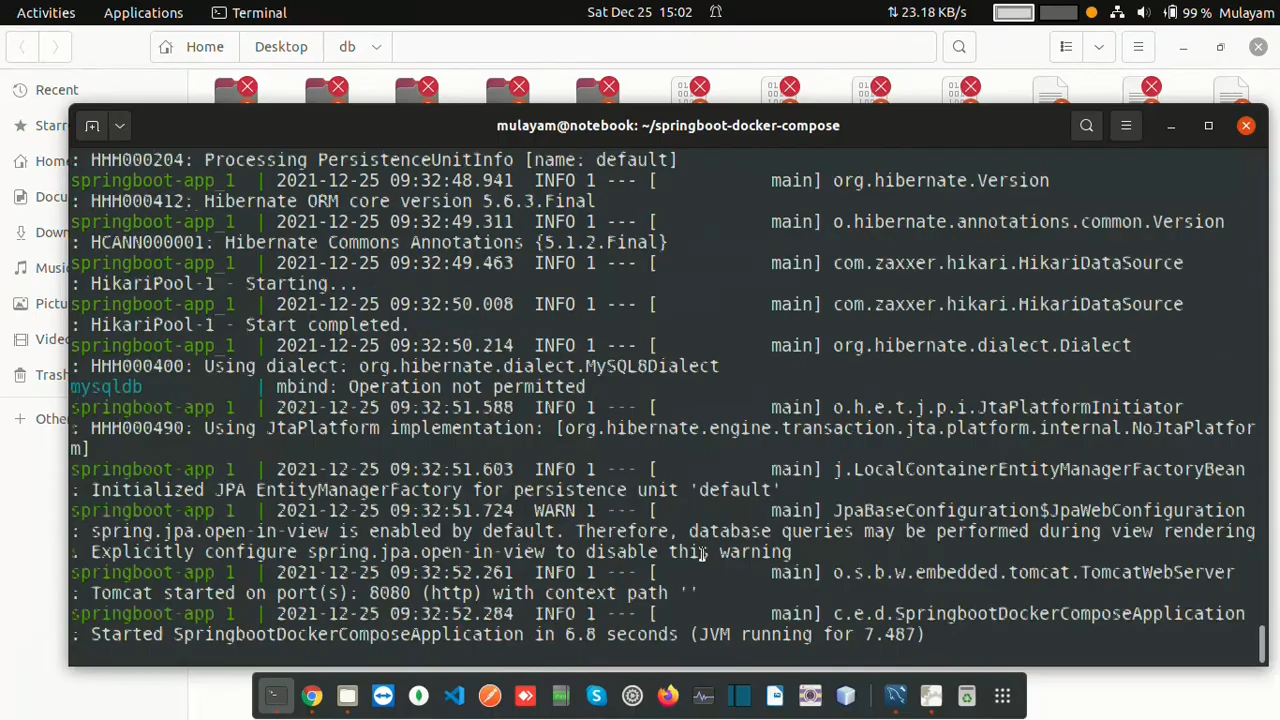 Activities
Applications
Terminal
Sat Dec 25 15:02
23.18 KB/s
99 %
Mulayam
Home
Desktop
db
Recent
Starr
Home
Docu
Down
Musi
Pictu
Video
Trash
Other
mulayam@notebook: ~/springboot-docker-compose
: HHH000204: Processing PersistenceUnitInfo [name: default]
springboot-app_1 | 2021-12-25 09:32:48.941 INFO 1 --- [ main] org.hibernate.Version
: HHH000412: Hibernate ORM core version 5.6.3.Final
springboot-app_1 | 2021-12-25 09:32:49.311 INFO 1 --- [ main] o.hibernate.annotations.common.Version
: HCANN000001: Hibernate Commons Annotations {5.1.2.Final}
springboot-app_1 | 2021-12-25 09:32:49.463 INFO 1 --- [ main] com.zaxxer.hikari.HikariDataSource
: HikariPool-1 - Starting...
springboot-app_1 | 2021-12-25 09:32:50.008 INFO 1 --- [ main] com.zaxxer.hikari.HikariDataSource
: HikariPool-1 - Start completed.
springboot-app_1 | 2021-12-25 09:32:50.214 INFO 1 --- [ main] org.hibernate.dialect.Dialect
: HHH000400: Using dialect: org.hibernate.dialect.MySQL8Dialect
mysqldb | mbind: Operation not permitted
springboot-app_1 | 2021-12-25 09:32:51.588 INFO 1 --- [ main] o.h.e.t.j.p.i.JtaPlatformInitiator
: HHH000490: Using JtaPlatform implementation: [org.hibernate.engine.transaction.jta.platform.internal.NoJtaPlatfor
m]
springboot-app_1 | 2021-12-25 09:32:51.603 INFO 1 --- [ main] j.LocalContainerEntityManagerFactoryBean
: Initialized JPA EntityManagerFactory for persistence unit 'default'
springboot-app_1 | 2021-12-25 09:32:51.724 WARN 1 --- [ main] JpaBaseConfiguration$JpaWebConfiguration
: spring.jpa.open-in-view is enabled by default. Therefore, database queries may be performed during view rendering
. Explicitly configure spring.jpa.open-in-view to disable this warning
springboot-app_1 | 2021-12-25 09:32:52.261 INFO 1 --- [ main] o.s.b.w.embedded.tomcat.TomcatWebServer
: Tomcat started on port(s): 8080 (http) with context path ''
springboot-app_1 | 2021-12-25 09:32:52.284 INFO 1 --- [ main] c.e.d.SpringbootDockerComposeApplication
: Started SpringbootDockerComposeApplication in 6.8 seconds (JVM running for 7.487)